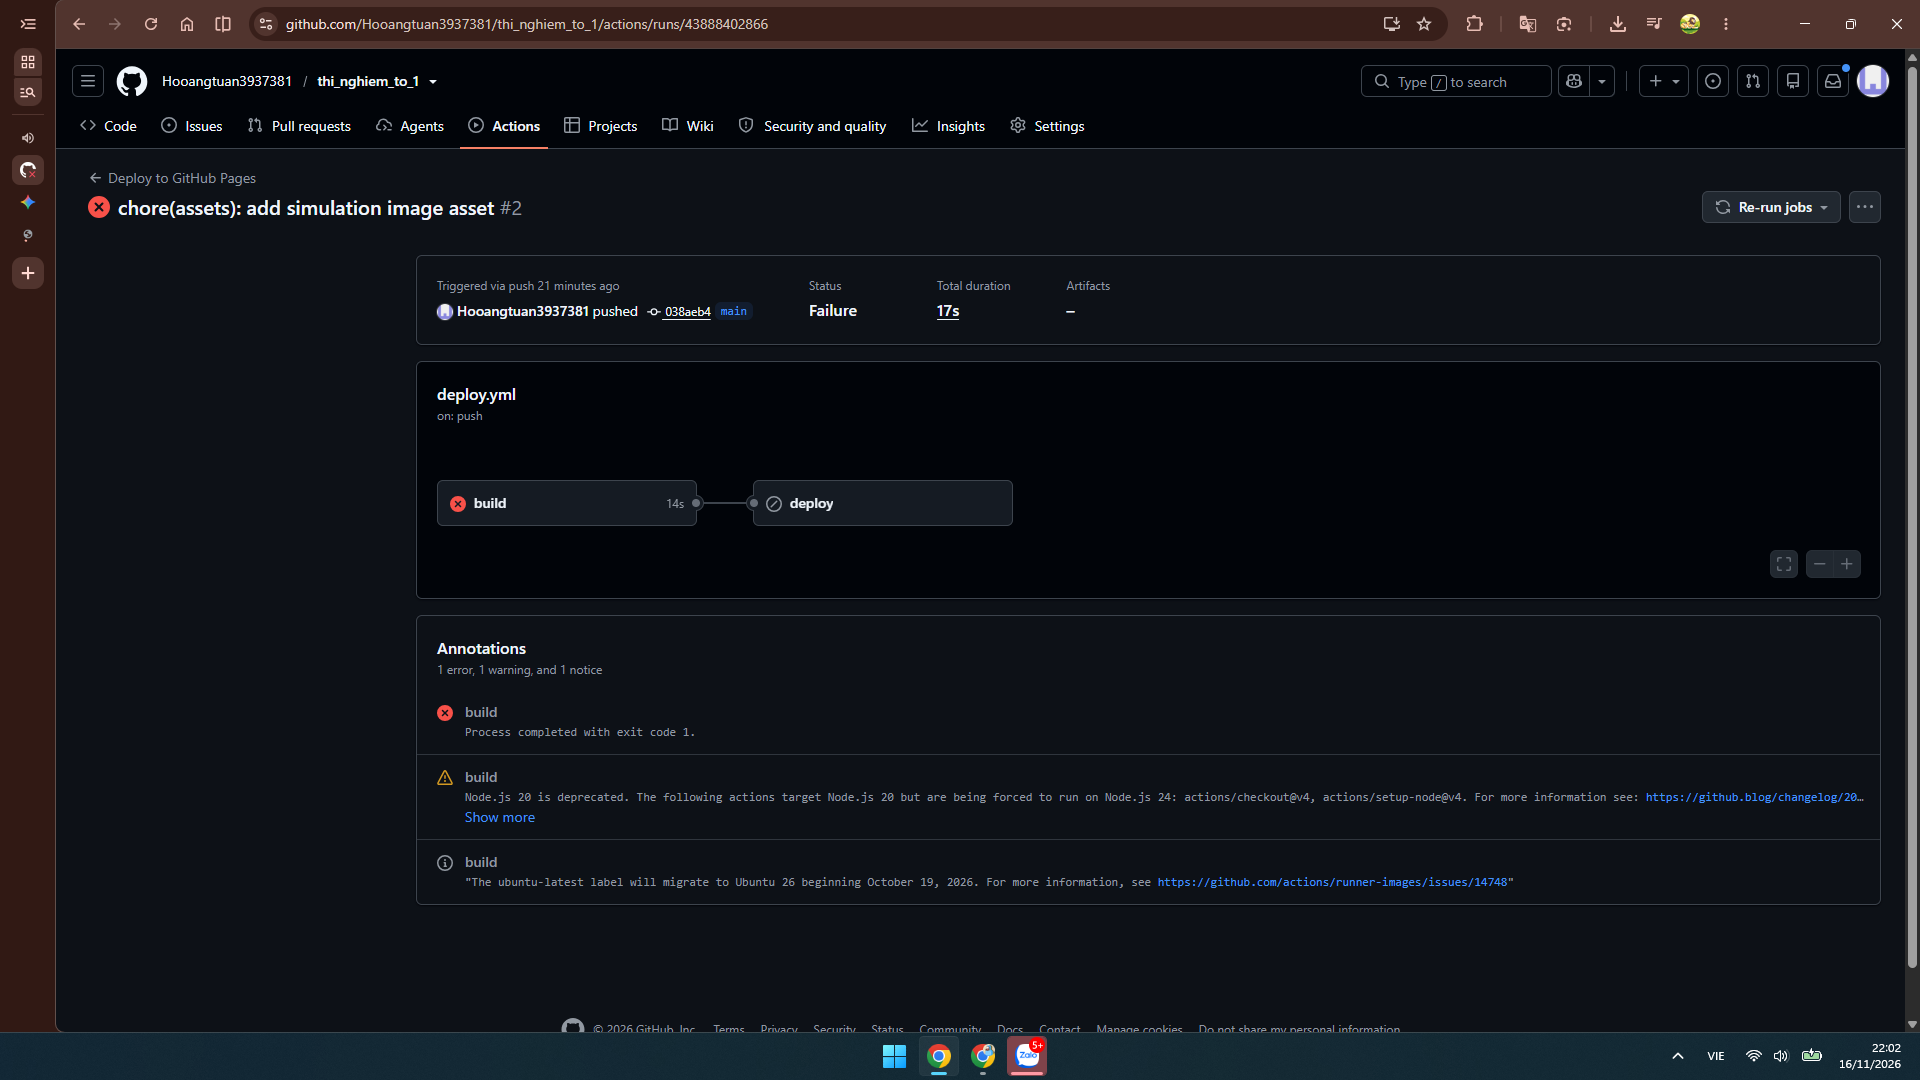 github.com/Hooangtuan3937381/thi_nghiem_to_1/actions/runs/43888402866
Hooangtuan3937381 / thi_nghiem_to_1
Type / to search
Code
Issues
Pull requests
Agents
Actions
Projects
Wiki
Security and quality
Insights
Settings
Deploy to GitHub Pages
chore(assets): add simulation image asset #2
Re-run jobs
Triggered via push 21 minutes ago
Hooangtuan3937381 pushed 038aeb4 main
Status
Failure
Total duration
17s
Artifacts
–
deploy.yml
on: push
build 14s
deploy
Annotations
1 error, 1 warning, and 1 notice
build
Process completed with exit code 1.
build
Node.js 20 is deprecated. The following actions target Node.js 20 but are being forced to run on Node.js 24: actions/checkout@v4, actions/setup-node@v4. For more information see: https://github.blog/changelog/20…
Show more
build
"The ubuntu-latest label will migrate to Ubuntu 26 beginning October 19, 2026. For more information, see https://github.com/actions/runner-images/issues/14748"
© 2026 GitHub, Inc. Terms Privacy Security Status Community Docs Contact Manage cookies Do not share my personal information
Zalo
5+
VIE
22:02
16/11/2026